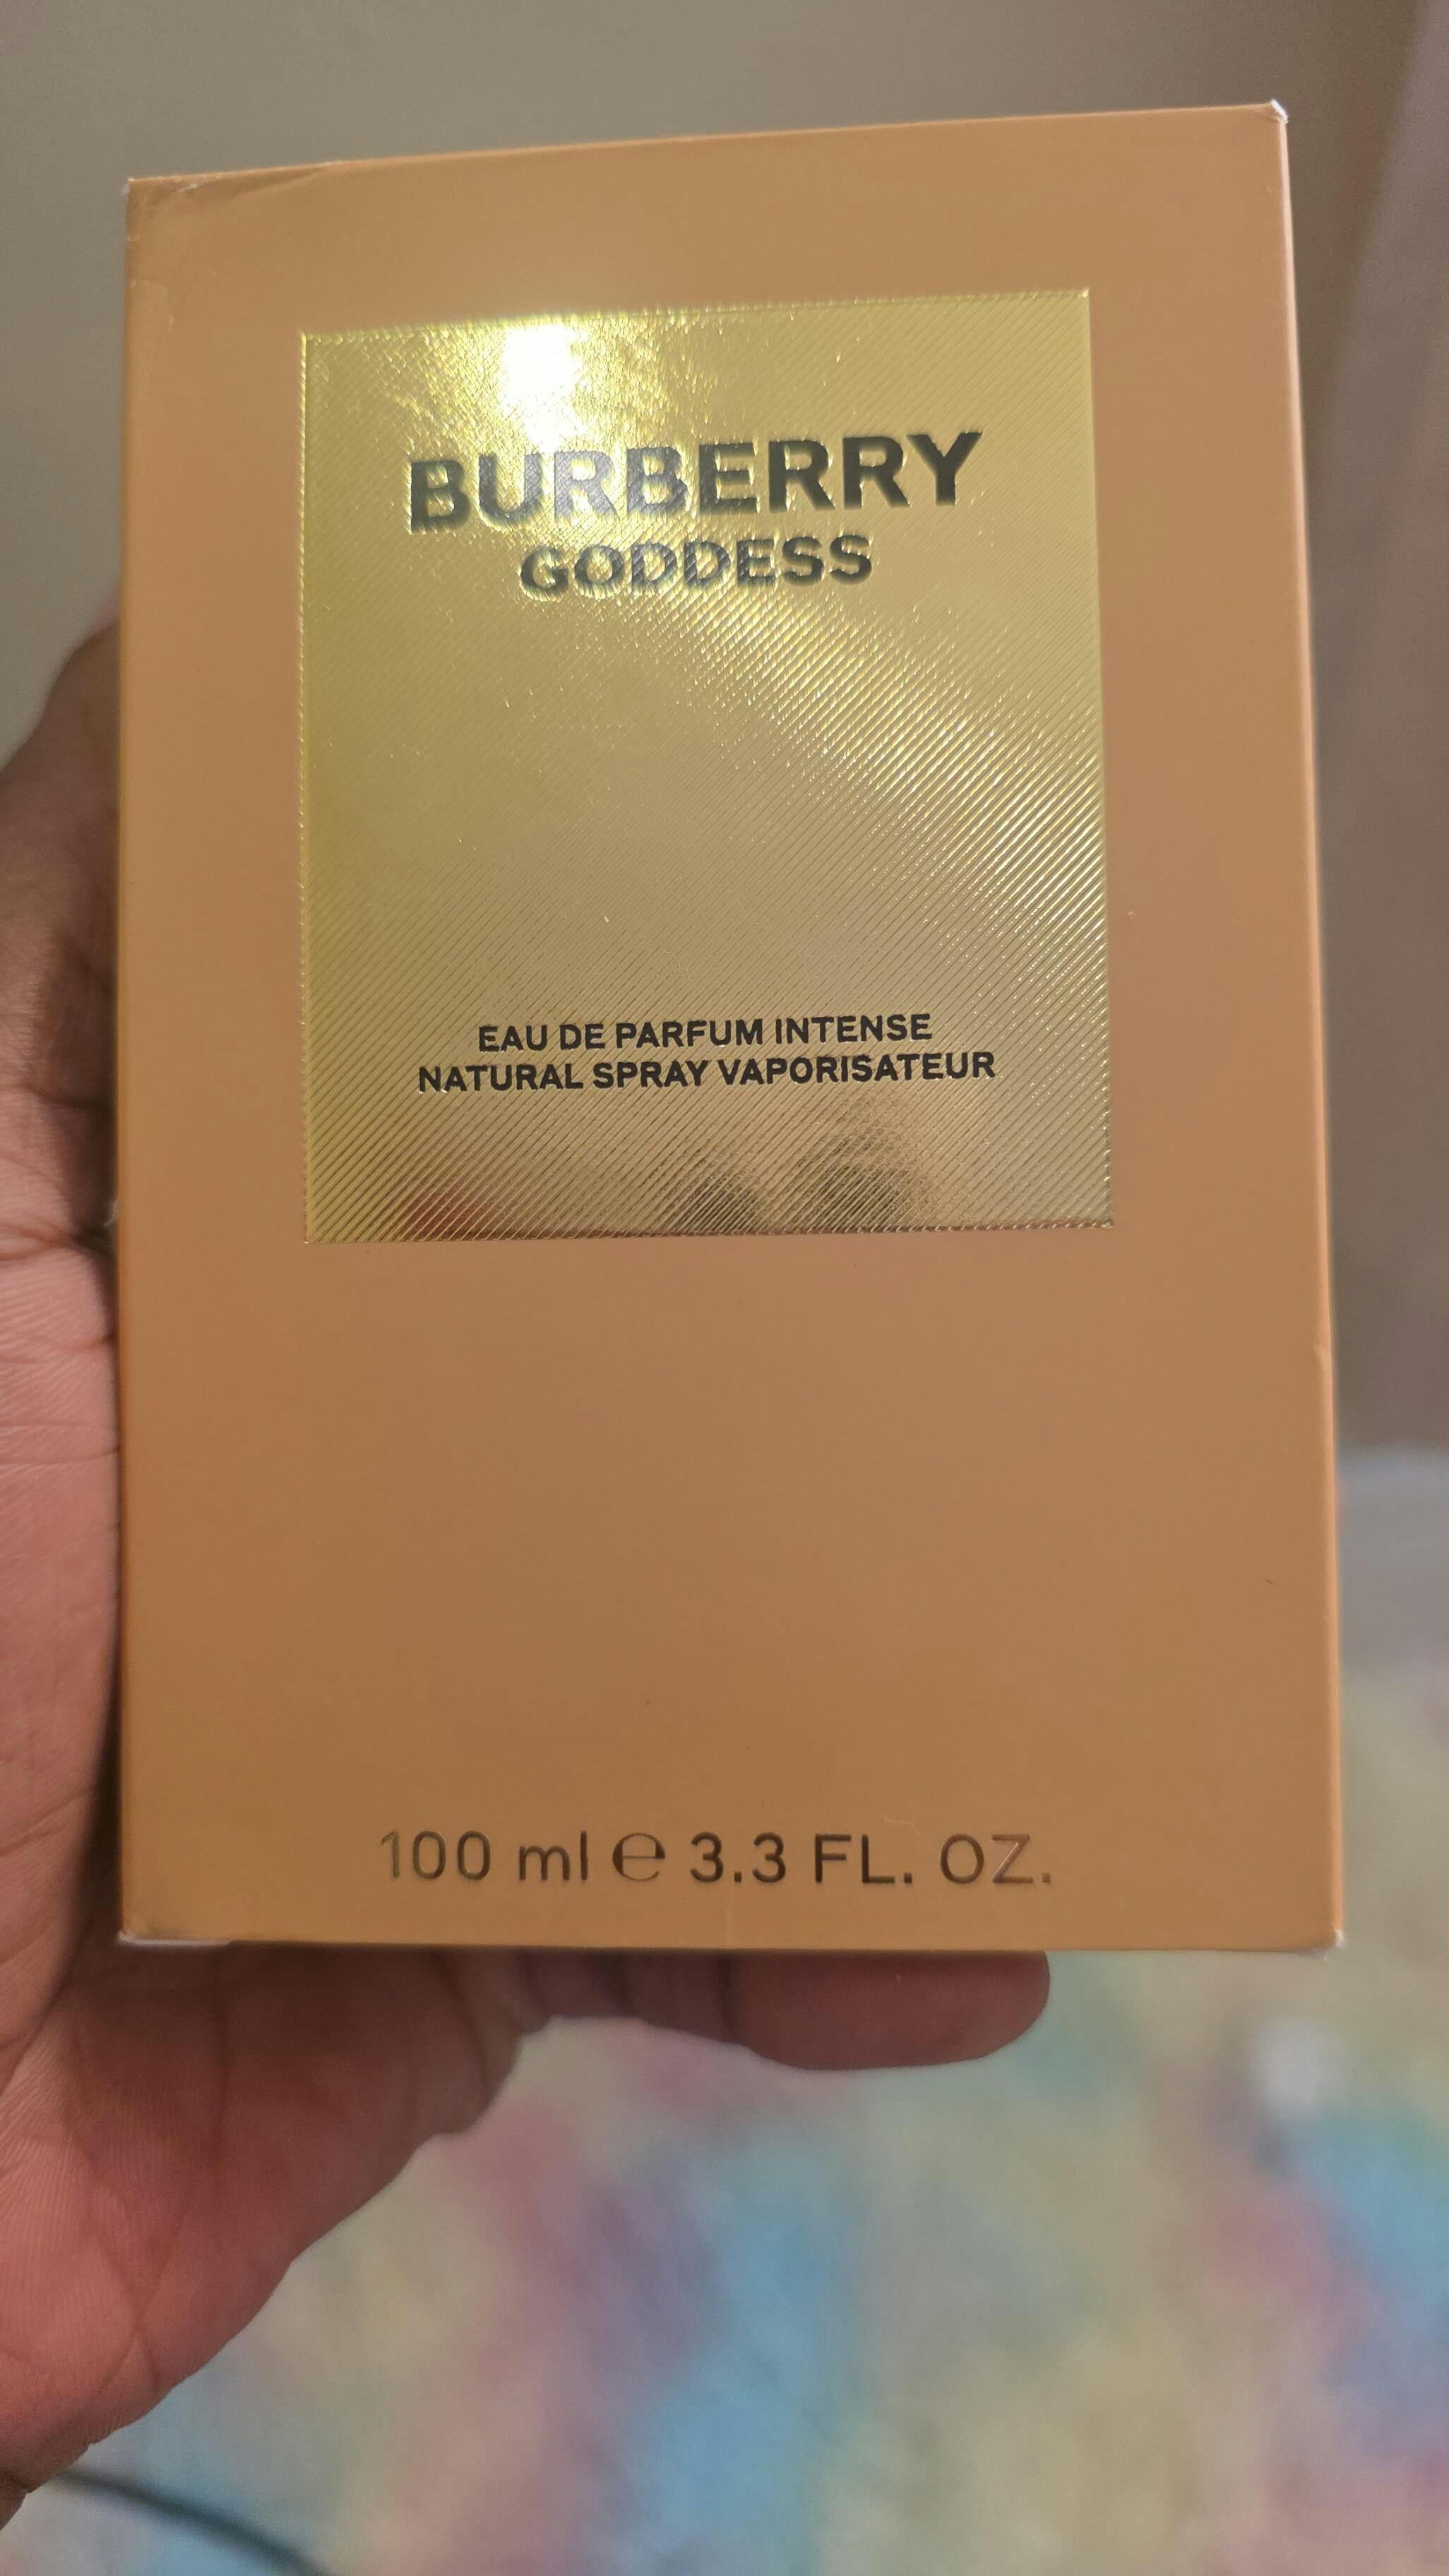 BURBERRY
GODDESS
EAU DE PARFUM INTENSE
NATURAL SPRAY VAPORISATEUR
100 ml ℮ 3.3 FL. OZ.